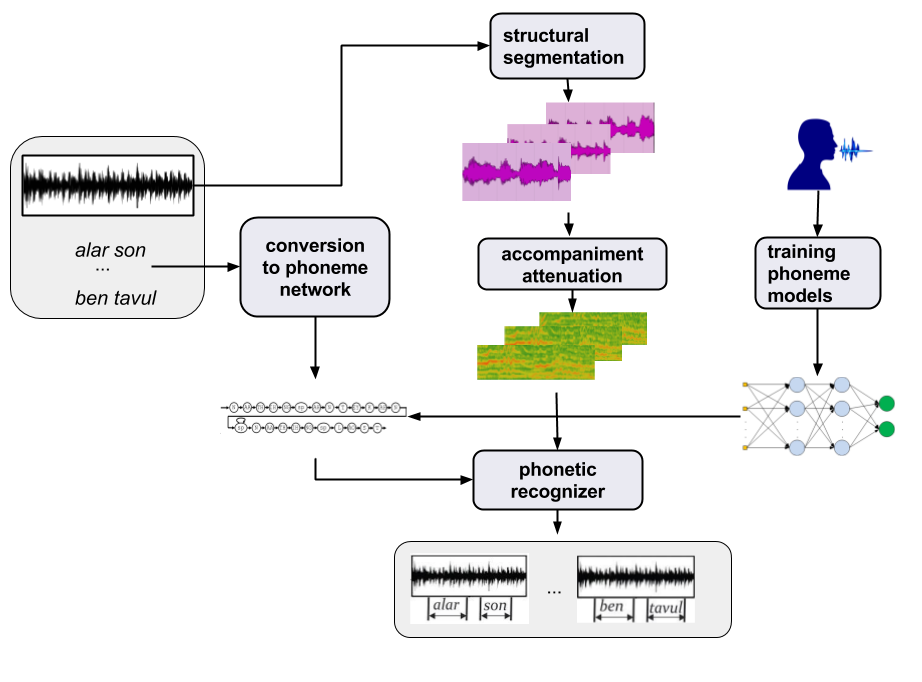 structural
segmentation
alar son
...
ben tavul
conversion
to phoneme
network
accompaniment
attenuation
training
phoneme
models
phonetic
recognizer
alar son ... ben tavul